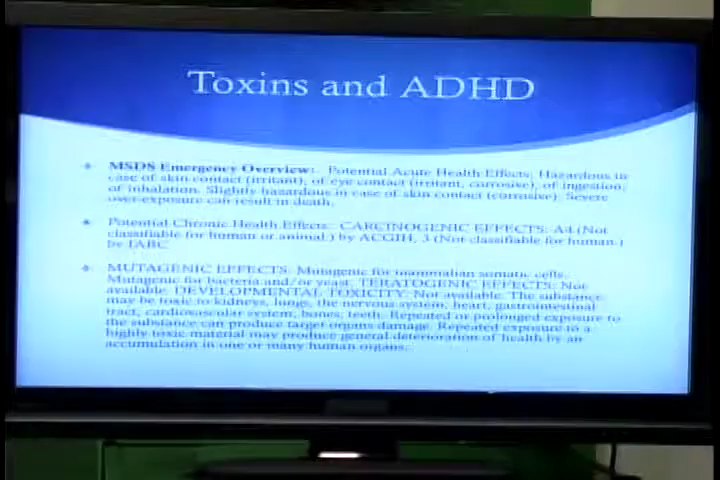 Toxins and ADHD
MSDS Emergency Overview: Potential Acute Health Effects: Hazardous in
case of skin contact (irritant), of eye contact (irritant, corrosive), of ingestion,
of inhalation. Slightly hazardous in case of skin contact (corrosive). Severe
over-exposure can result in death.
Potential Chronic Health Effects: CARCINOGENIC EFFECTS: A4 (Not
classifiable for human or animal.) by ACGIH, 3 (Not classifiable for human.)
by IARC
MUTAGENIC EFFECTS: Mutagenic for mammalian somatic cells.
Mutagenic for bacteria and/or yeast. TERATOGENIC EFFECTS: Not
available. DEVELOPMENTAL TOXICITY: Not available. The substance
may be toxic to kidneys, lungs, the nervous system, heart, gastrointestinal
tract, cardiovascular system, bones, teeth. Repeated or prolonged exposure to
the substance can produce target organs damage. Repeated exposure to a
highly toxic material may produce general deterioration of health by an
accumulation in one or many human organs.